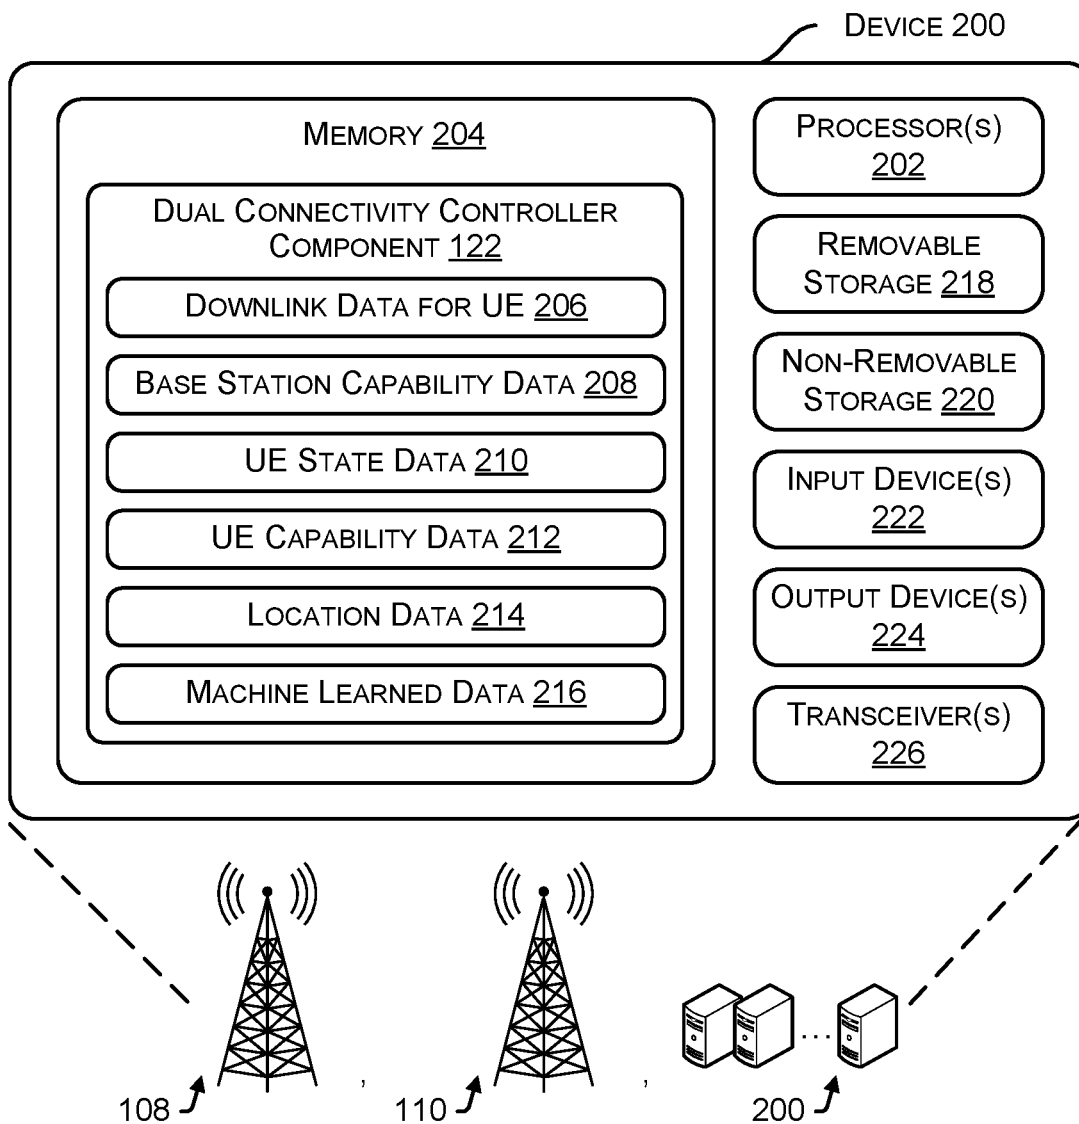 DEVICE 200
MEMORY 204
DUAL CONNECTIVITY CONTROLLER
COMPONENT 122
DOWNLINK DATA FOR UE 206
BASE STATION CAPABILITY DATA 208
UE STATE DATA 210
UE CAPABILITY DATA 212
LOCATION DATA 214
MACHINE LEARNED DATA 216
PROCESSOR(S)
202
REMOVABLE
STORAGE 218
NON-REMOVABLE
STORAGE 220
INPUT DEVICE(S)
222
OUTPUT DEVICE(S)
224
TRANSCEIVER(S)
226
, , ...
108 110 200